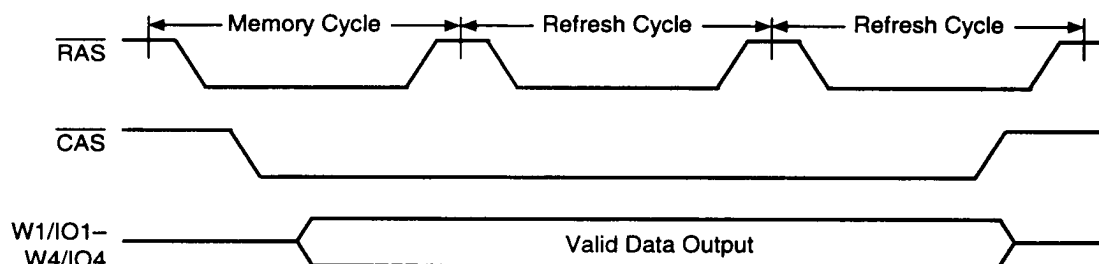 Memory Cycle Refresh Cycle Refresh Cycle
RAS
CAS
W1/IO1–
W4/IO4
Valid Data Output